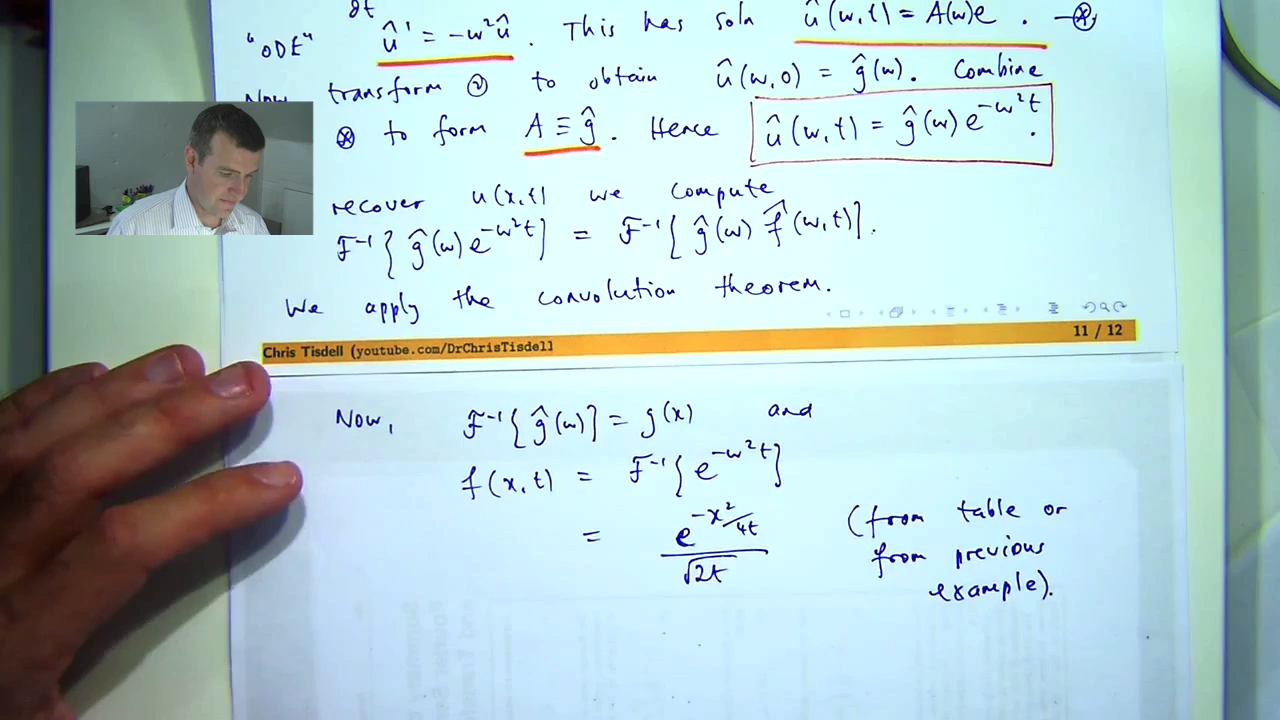 ∂t
"ODE" û' = -w²û. This has soln û(w,t) = A(w)e . —⊛,
Now transform ② to obtain û(w,0) = ĝ(w). Combine
⊛ to form A ≡ ĝ. Hence û(w,t) = ĝ(w)e^{-w²t}.
recover u(x,t) we compute
F⁻¹{ĝ(w)e^{-w²t}} = F⁻¹{ĝ(w) f̂(w,t)}.
We apply the convolution theorem.
Chris Tisdell (youtube.com/DrChrisTisdell 11 / 12
Now, F⁻¹{ĝ(w)} = g(x) and
f(x,t) = F⁻¹{e^{-w²t}}
= e^{-x²/4t}/√2t (from table or
from previous
example).